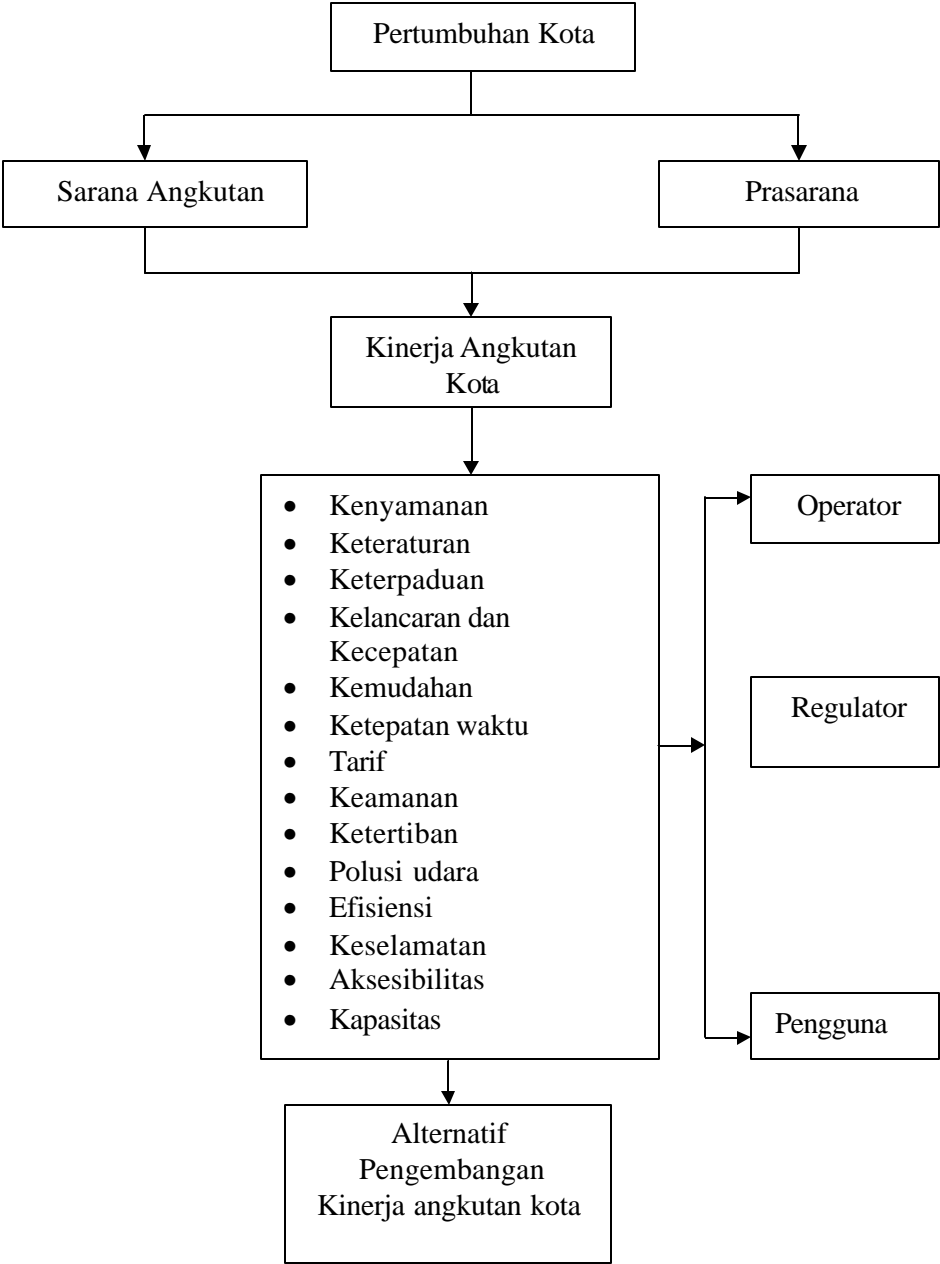 Pertumbuhan Kota
Sarana Angkutan
Prasarana
Kinerja Angkutan
Kota
• Kenyamanan
• Keteraturan
• Keterpaduan
• Kelancaran dan
Kecepatan
• Kemudahan
• Ketepatan waktu
• Tarif
• Keamanan
• Ketertiban
• Polusi udara
• Efisiensi
• Keselamatan
• Aksesibilitas
• Kapasitas
Operator
Regulator
Pengguna
Alternatif
Pengembangan
Kinerja angkutan kota